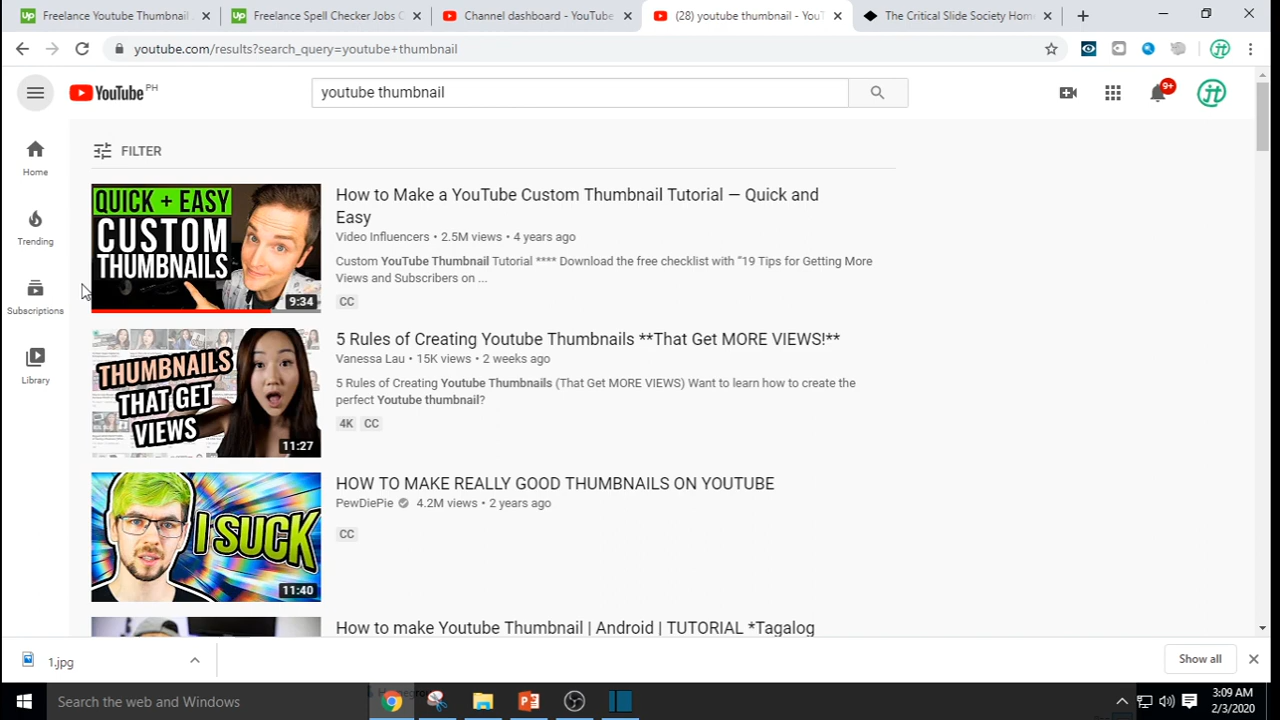 Freelance Youtube Thumbnail
Freelance Spell Checker Jobs O
Channel dashboard - YouTube
(28) youtube thumbnail - YouT
The Critical Slide Society Hom
youtube.com/results?search_query=youtube+thumbnail
YouTube PH
youtube thumbnail
9+
jt
FILTER
Home
Trending
Subscriptions
Library
QUICK + EASY
CUSTOM
THUMBNAILS
9:34
How to Make a YouTube Custom Thumbnail Tutorial — Quick and
Easy
Video Influencers • 2.5M views • 4 years ago
Custom YouTube Thumbnail Tutorial **** Download the free checklist with "19 Tips for Getting More
Views and Subscribers on ...
CC
THUMBNAILS
THAT GET
VIEWS
11:27
5 Rules of Creating Youtube Thumbnails **That Get MORE VIEWS!**
Vanessa Lau • 15K views • 2 weeks ago
5 Rules of Creating Youtube Thumbnails (That Get MORE VIEWS) Want to learn how to create the
perfect Youtube thumbnail?
4K CC
I SUCK
11:40
HOW TO MAKE REALLY GOOD THUMBNAILS ON YOUTUBE
PewDiePie 4.2M views • 2 years ago
CC
How to make Youtube Thumbnail | Android | TUTORIAL *Tagalog
1.jpg
Show all
Search the web and Windows
3:09 AM
2/3/2020